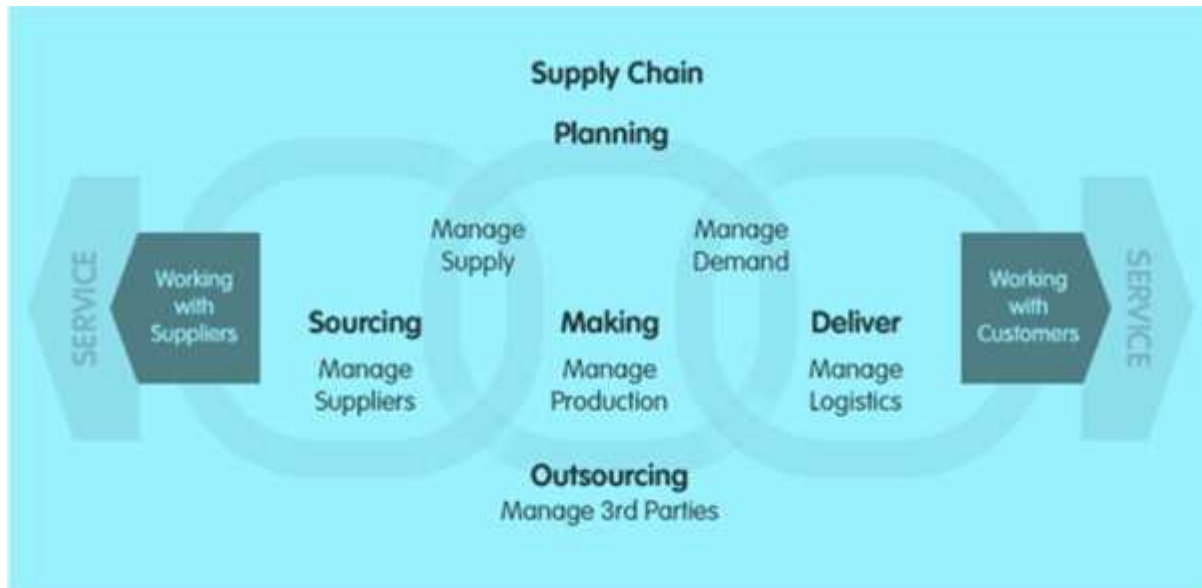 Supply Chain
Planning
Manage
Supply
Manage
Demand
SERVICE
Working
with
Suppliers
Sourcing
Manage
Suppliers
Making
Manage
Production
Deliver
Manage
Logistics
Working
with
Customers
SERVICE
Outsourcing
Manage 3rd Parties